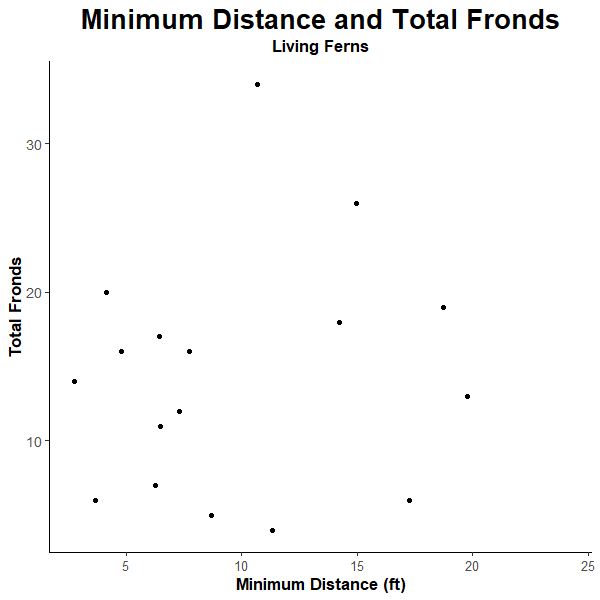 Minimum Distance and Total Fronds
Living Ferns
Total Fronds
30
20
10
5 10 15 20 25
Minimum Distance (ft)